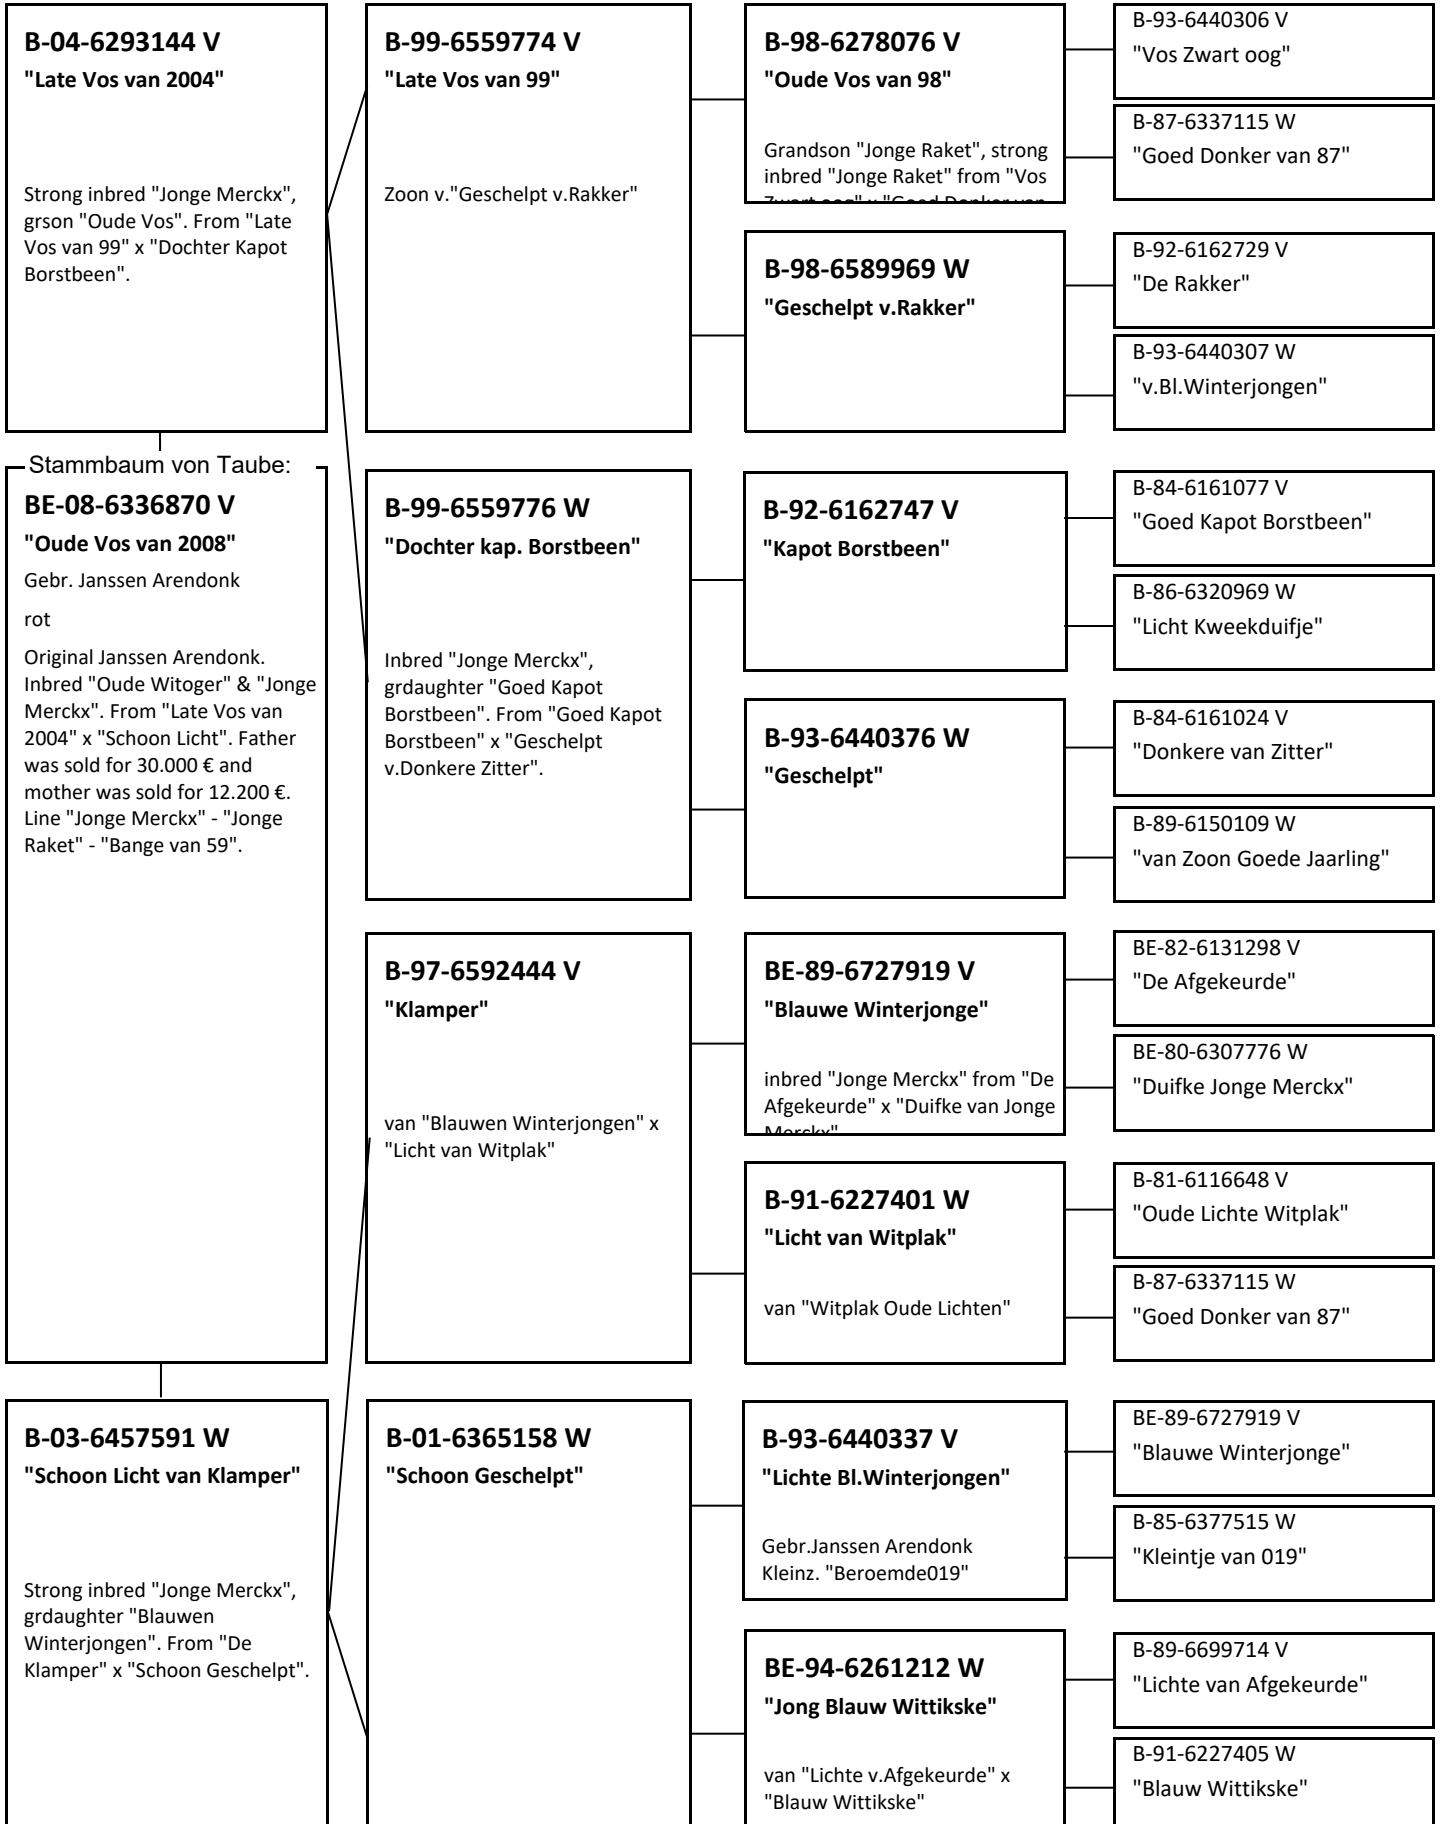 B-04-6293144 V
"Late Vos van 2004"
Strong inbred "Jonge Merckx",
grson "Oude Vos". From "Late
Vos van 99" x "Dochter Kapot
Borstbeen".
Stammbaum von Taube:
BE-08-6336870 V
"Oude Vos van 2008"
Gebr. Janssen Arendonk
rot
Original Janssen Arendonk.
Inbred "Oude Witoger" & "Jonge
Merckx". From "Late Vos van
2004" x "Schoon Licht". Father
was sold for 30.000 € and
mother was sold for 12.200 €.
Line "Jonge Merckx" - "Jonge
Raket" - "Bange van 59".
B-03-6457591 W
"Schoon Licht van Klamper"
Strong inbred "Jonge Merckx",
grdaughter "Blauwen
Winterjongen". From "De
Klamper" x "Schoon Geschelpt".
B-99-6559774 V
"Late Vos van 99"
Zoon v."Geschelpt v.Rakker"
B-99-6559776 W
"Dochter kap. Borstbeen"
Inbred "Jonge Merckx",
grdaughter "Goed Kapot
Borstbeen". From "Goed Kapot
Borstbeen" x "Geschelpt
v.Donkere Zitter".
B-97-6592444 V
"Klamper"
van "Blauwen Winterjongen" x
"Licht van Witplak"
B-01-6365158 W
"Schoon Geschelpt"
B-98-6278076 V
"Oude Vos van 98"
Grandson "Jonge Raket", strong
inbred "Jonge Raket" from "Vos
Zwart oog" x "Goed Donker van
B-98-6589969 W
"Geschelpt v.Rakker"
B-92-6162747 V
"Kapot Borstbeen"
B-93-6440376 W
"Geschelpt"
BE-89-6727919 V
"Blauwe Winterjonge"
inbred "Jonge Merckx" from "De
Afgekeurde" x "Duifke van Jonge
Merckx"
B-91-6227401 W
"Licht van Witplak"
van "Witplak Oude Lichten"
B-93-6440337 V
"Lichte Bl.Winterjongen"
Gebr.Janssen Arendonk
Kleinz. "Beroemde019"
BE-94-6261212 W
"Jong Blauw Wittikske"
van "Lichte v.Afgekeurde" x
"Blauw Wittikske"
B-93-6440306 V
"Vos Zwart oog"
B-87-6337115 W
"Goed Donker van 87"
B-92-6162729 V
"De Rakker"
B-93-6440307 W
"v.Bl.Winterjongen"
B-84-6161077 V
"Goed Kapot Borstbeen"
B-86-6320969 W
"Licht Kweekduifje"
B-84-6161024 V
"Donkere van Zitter"
B-89-6150109 W
"van Zoon Goede Jaarling"
BE-82-6131298 V
"De Afgekeurde"
BE-80-6307776 W
"Duifke Jonge Merckx"
B-81-6116648 V
"Oude Lichte Witplak"
B-87-6337115 W
"Goed Donker van 87"
BE-89-6727919 V
"Blauwe Winterjonge"
B-85-6377515 W
"Kleintje van 019"
B-89-6699714 V
"Lichte van Afgekeurde"
B-91-6227405 W
"Blauw Wittikske"